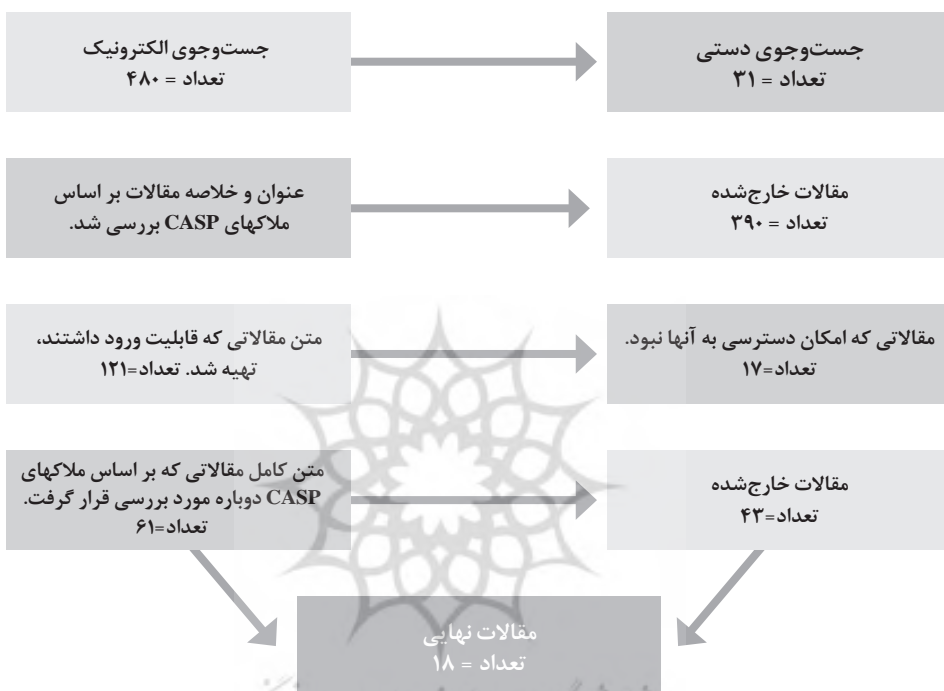 جست‌وجوی الکترونیک
تعداد = ۴۸۰
جست‌وجوی دستی
تعداد = ۳۱
عنوان و خلاصه مقالات بر اساس
ملاکهای CASP بررسی شد.
مقالات خارج‌شده
تعداد = ۳۹۰
متن مقالاتی که قابلیت ورود داشتند،
تهیه شد. تعداد=۱۲۱
مقالاتی که امکان دسترسی به آنها نبود.
تعداد=۱۷
متن کامل مقالاتی که بر اساس ملاکهای
CASP دوباره مورد بررسی قرار گرفت.
تعداد=۶۱
مقالات خارج‌شده
تعداد=۴۳
مقالات نهایی
تعداد = ۱۸